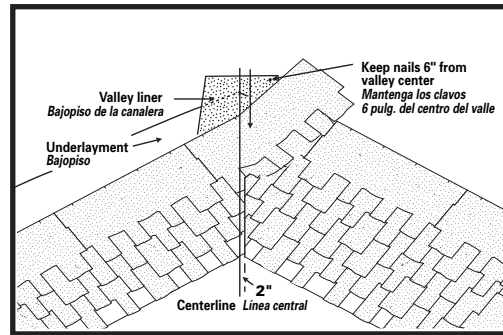 Keep nails 6" from
valley center
Mantenga los clavos
6 pulg. del centro del valle
Valley liner
Bajopiso de la canalera
Underlayment
Bajopiso
2"
Centerline Línea central